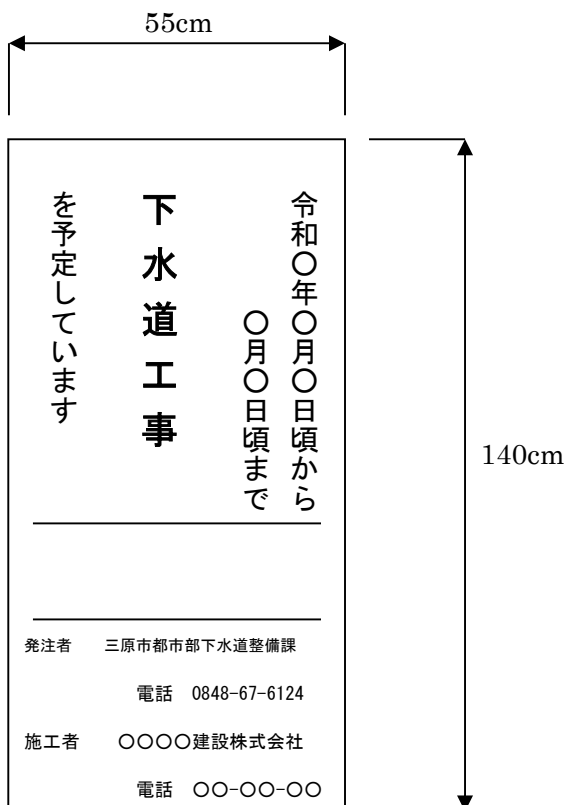 55cm
令和〇年〇月〇日頃から
〇月〇日頃まで
下水道工事
を予定しています
140cm
発注者 三原市都市部下水道整備課
電話 0848-67-6124
施工者 〇〇〇〇建設株式会社
電話 〇〇-〇〇-〇〇